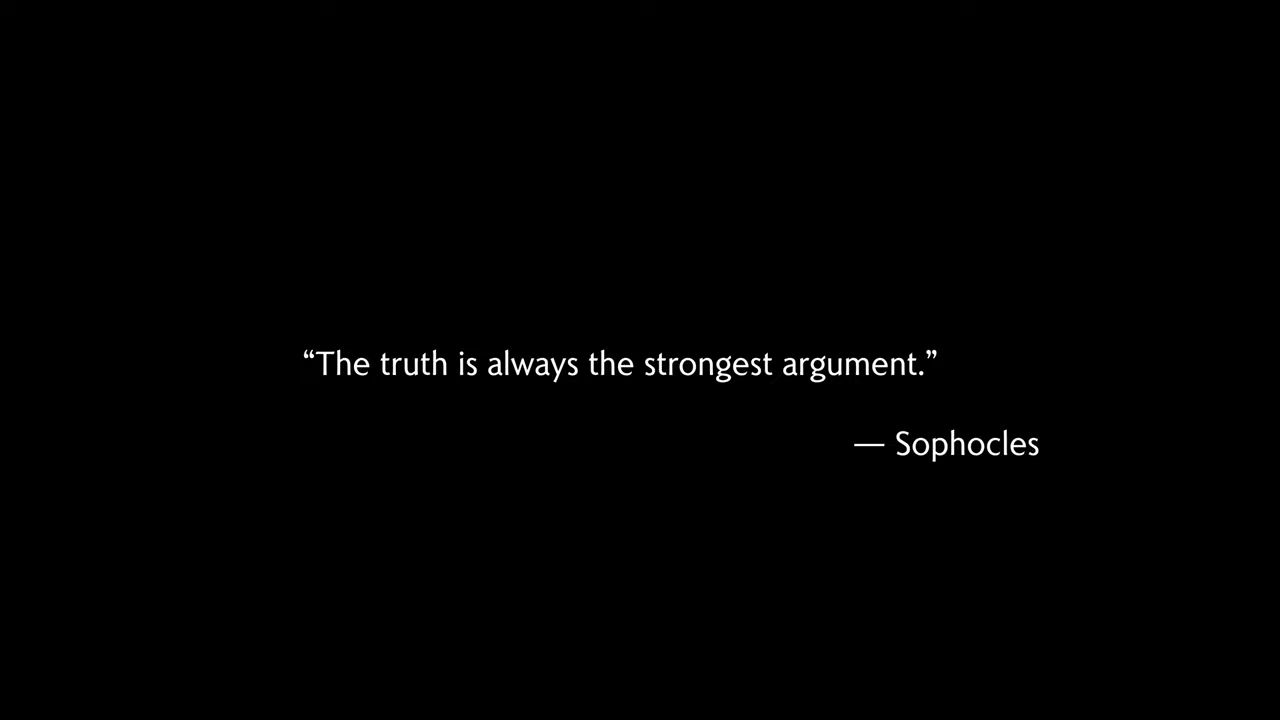 “The truth is always the strongest argument.”
— Sophocles